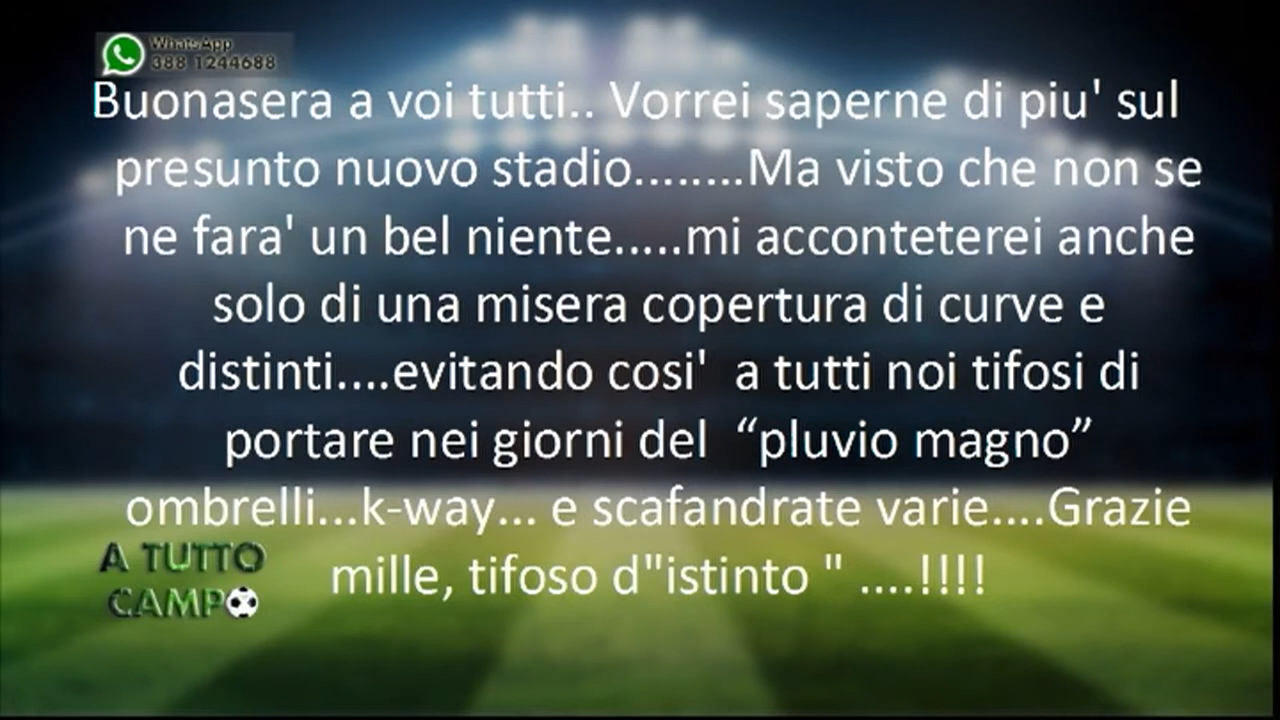 WhatsApp
388 1244688
Buonasera a voi tutti.. Vorrei saperne di piu' sul
presunto nuovo stadio........Ma visto che non se
ne fara' un bel niente.....mi acconteterei anche
solo di una misera copertura di curve e
distinti....evitando cosi'  a tutti noi tifosi di
portare nei giorni del  “pluvio magno”
ombrelli...k-way... e scafandrate varie....Grazie
mille, tifoso d"istinto " ....!!!!
A TUTTO
CAMPO